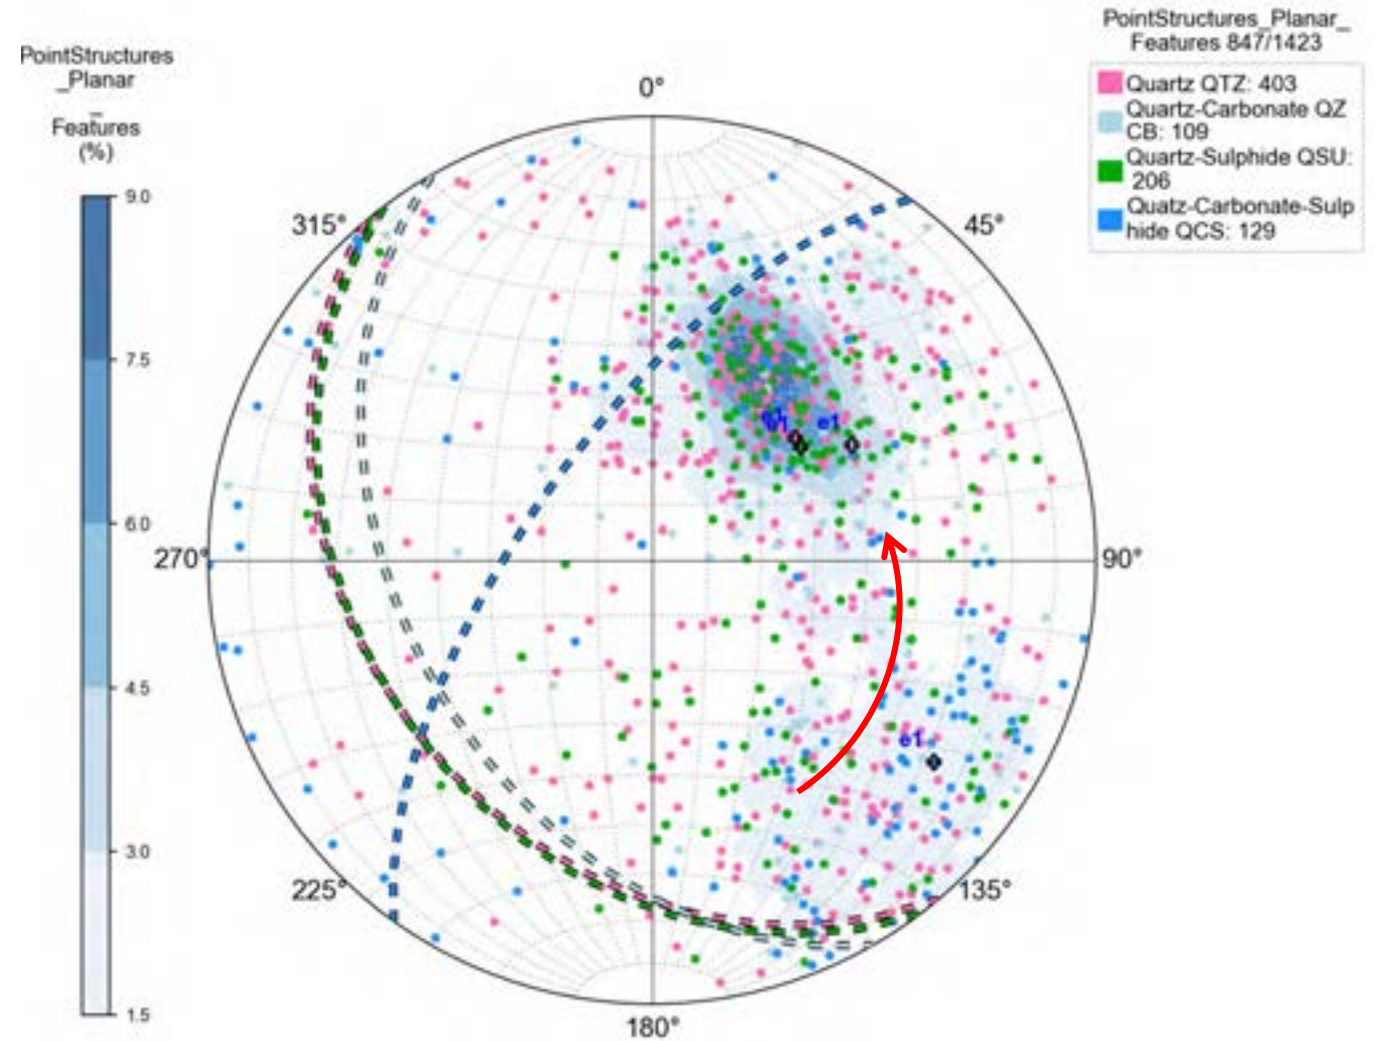 PointStructures
_Planar
_
Features
(%)
9.0
7.5
6.0
4.5
3.0
1.5
0°
45°
90°
135°
180°
225°
270°
315°
e1
e1
e1
PointStructures_Planar_
Features 847/1423
Quartz QTZ: 403
Quartz-Carbonate QZ
CB: 109
Quartz-Sulphide QSU:
206
Quatz-Carbonate-Sulp
hide QCS: 129